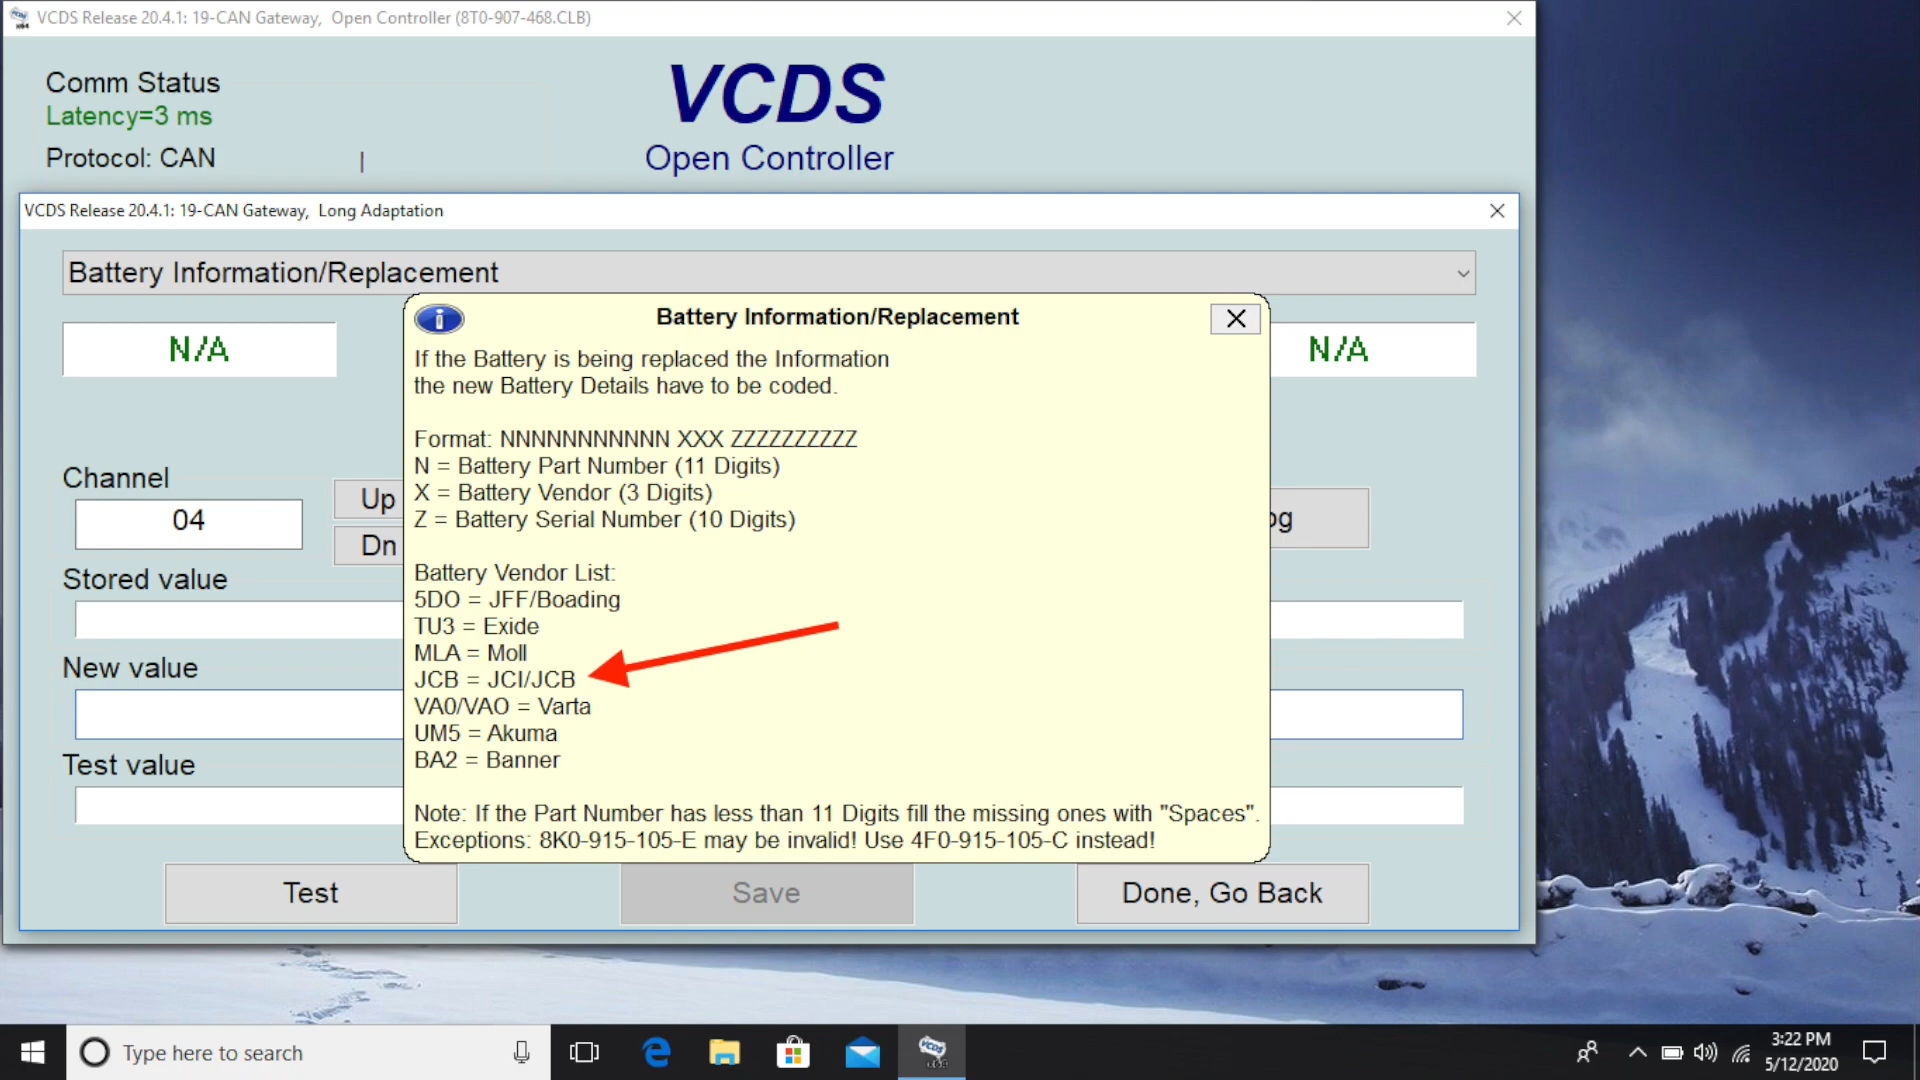 VCDS Release 20.4.1: 19-CAN Gateway,  Open Controller (8T0-907-468.CLB)
Comm Status
Latency=3 ms
Protocol: CAN
|
VCDS
Open Controller
VCDS Release 20.4.1: 19-CAN Gateway,  Long Adaptation
Battery Information/Replacement
N/A
N/A
Battery Information/Replacement
If the Battery is being replaced the Information
the new Battery Details have to be coded.
Format: NNNNNNNNNNN XXX ZZZZZZZZZZ
N = Battery Part Number (11 Digits)
X = Battery Vendor (3 Digits)
Z = Battery Serial Number (10 Digits)
Battery Vendor List:
5DO = JFF/Boading
TU3 = Exide
MLA = Moll
JCB = JCI/JCB
VA0/VAO = Varta
UM5 = Akuma
BA2 = Banner
Note: If the Part Number has less than 11 Digits fill the missing ones with "Spaces".
Exceptions: 8K0-915-105-E may be invalid! Use 4F0-915-105-C instead!
Channel
04
Up
Dn
og
Stored value
New value
Test value
Test
Save
Done, Go Back
Type here to search
3:22 PM
5/12/2020